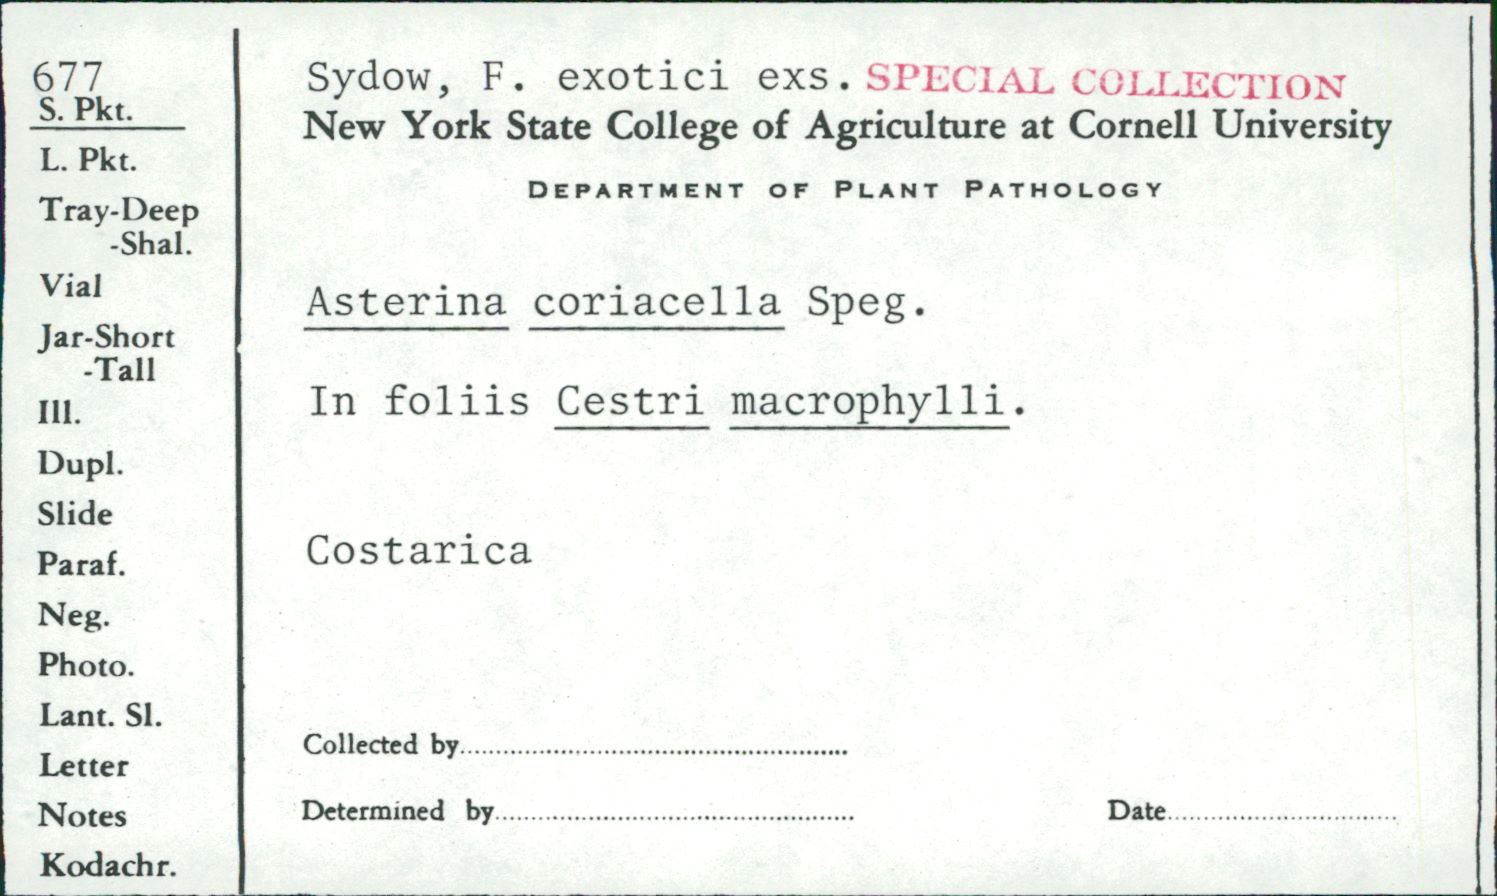 677
S. Pkt.
L. Pkt.
Tray-Deep
-Shal.
Vial
Jar-Short
-Tall
Ill.
Dupl.
Slide
Paraf.
Neg.
Photo.
Lant. Sl.
Letter
Notes
Kodachr.
Sydow, F. exotici exs. SPECIAL COLLECTION
New York State College of Agriculture at Cornell University
DEPARTMENT OF PLANT PATHOLOGY
Asterina coriacella Speg.
In foliis Cestri macrophylli.
Costarica
Collected by
Determined by
Date